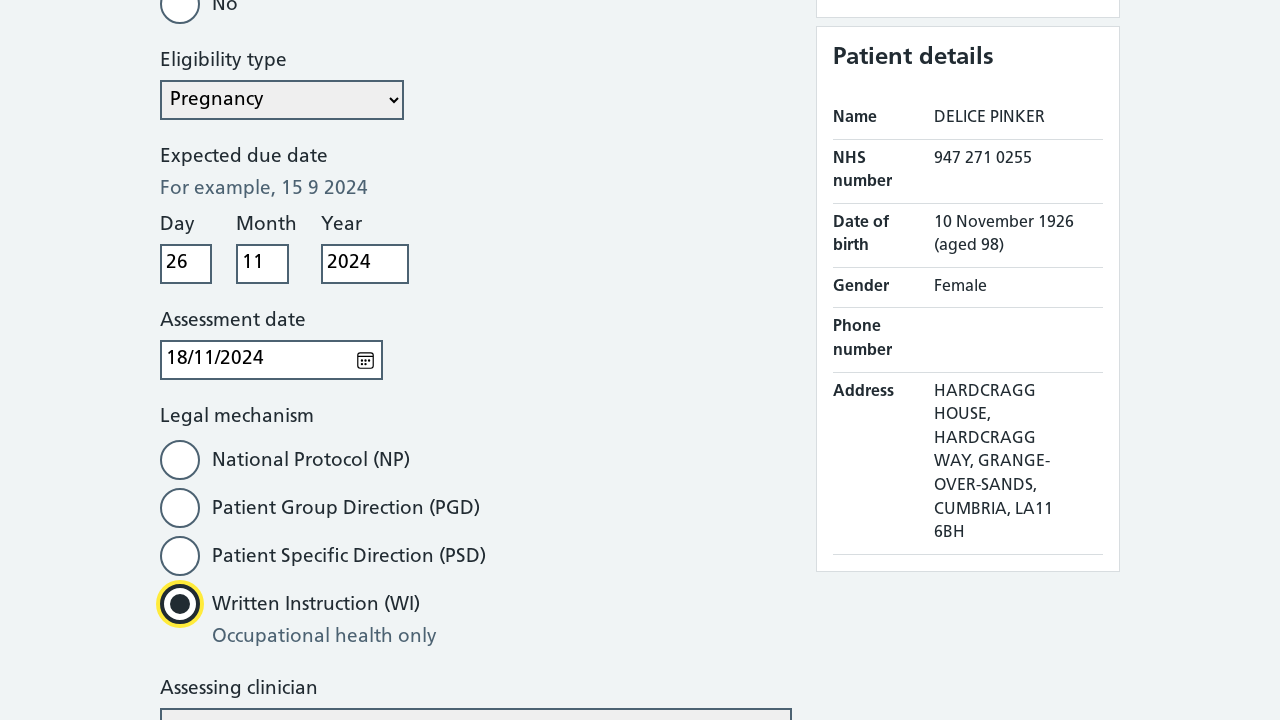 No
Eligibility type
Pregnancy
Expected due date
For example, 15 9 2024
Day Month Year
26 11 2024
Assessment date
18/11/2024
Legal mechanism
National Protocol (NP)
Patient Group Direction (PGD)
Patient Specific Direction (PSD)
Written Instruction (WI)
Occupational health only
Assessing clinician
Patient details
Name DELICE PINKER
NHS number 947 271 0255
Date of birth 10 November 1926 (aged 98)
Gender Female
Phone number
Address HARDCRAGG
HOUSE,
HARDCRAGG
WAY, GRANGE-
OVER-SANDS,
CUMBRIA, LA11
6BH